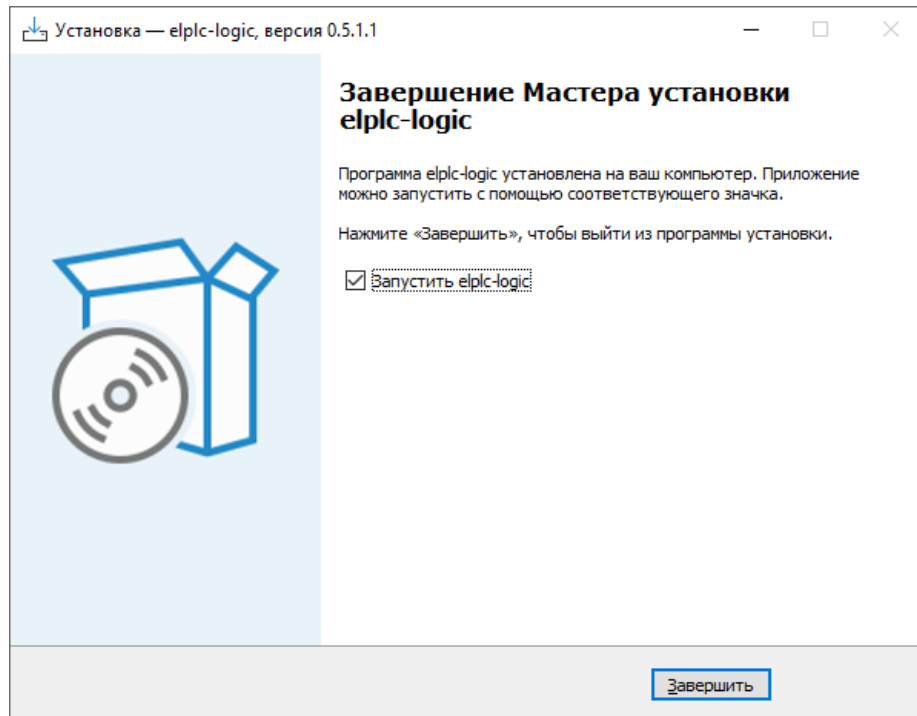 Установка — elplc-logic, версия 0.5.1.1
Завершение Мастера установки
elplc-logic
Программа elplc-logic установлена на ваш компьютер. Приложение
можно запустить с помощью соответствующего значка.
Нажмите «Завершить», чтобы выйти из программы установки.
Запустить elplc-logic
Завершить